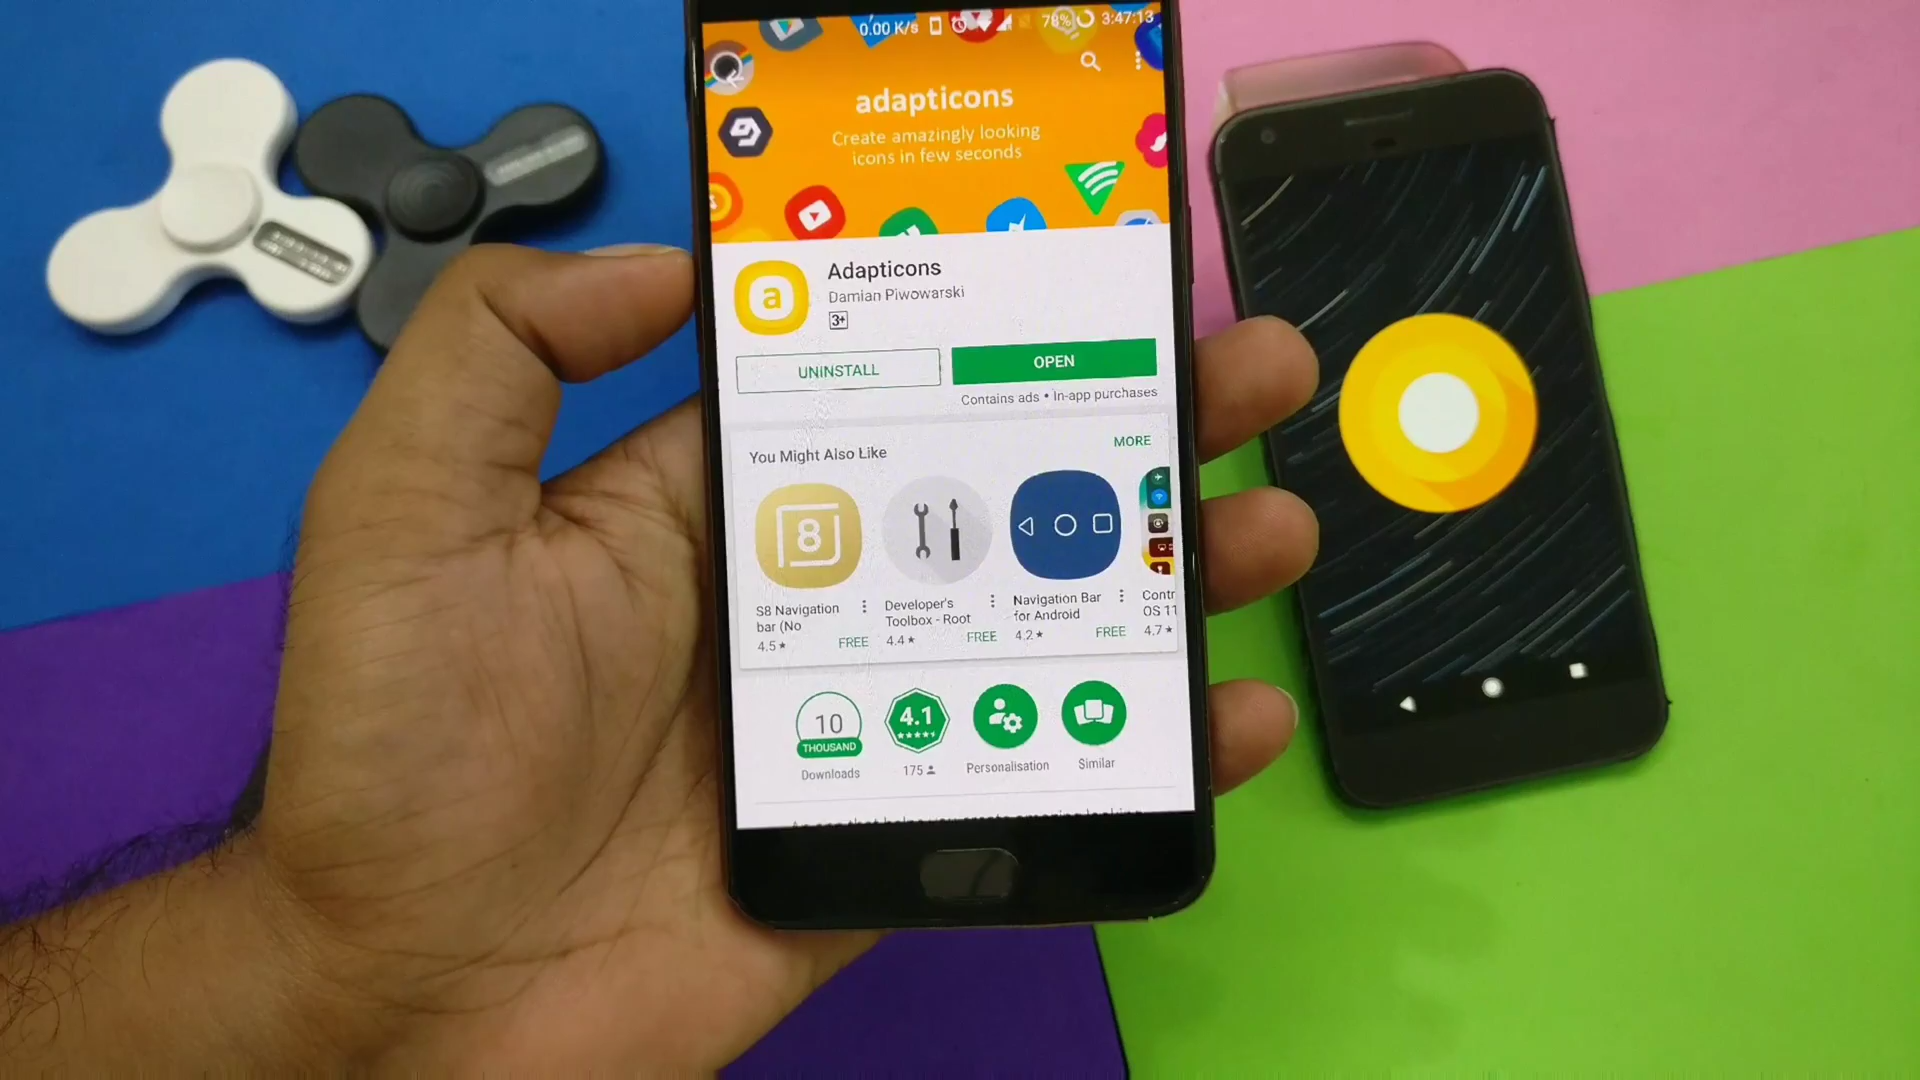 0.00 K/s 78% 3:47:13
adapticons
Create amazingly looking
icons in few seconds
a
Adapticons
Damian Piwowarski
3+
UNINSTALL
OPEN
Contains ads • In-app purchases
You Might Also Like
MORE
8
S8 Navigation
bar (No
4.5★
FREE
Developer's
Toolbox - Root
4.4★
FREE
Navigation Bar
for Android
4.2★
FREE
Contr
OS 11
4.7★
10
THOUSAND
Downloads
4.1
175
Personalisation
Similar